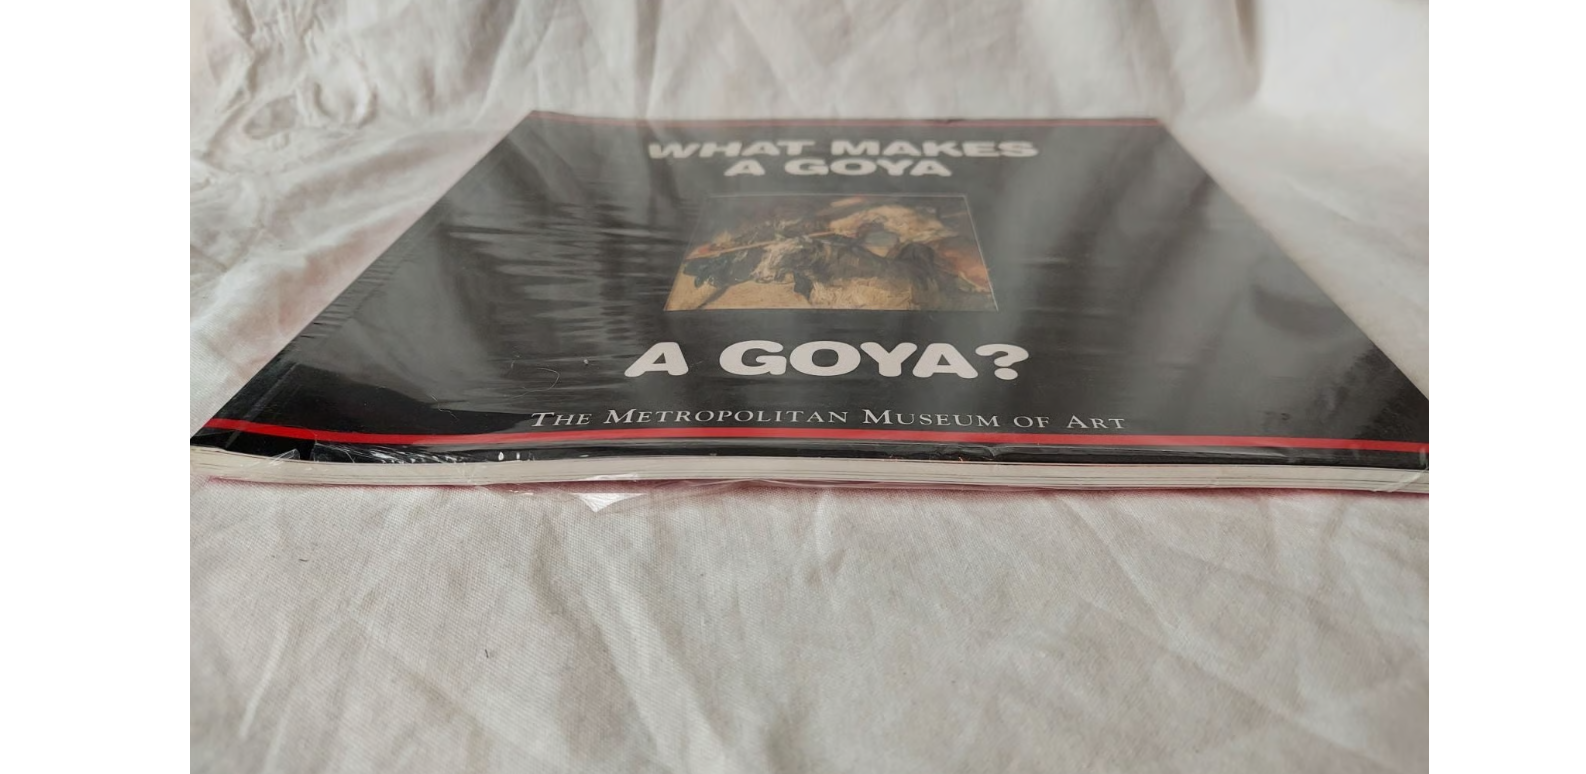 WHAT MAKES
A GOYA
A GOYA?
THE METROPOLITAN MUSEUM OF ART